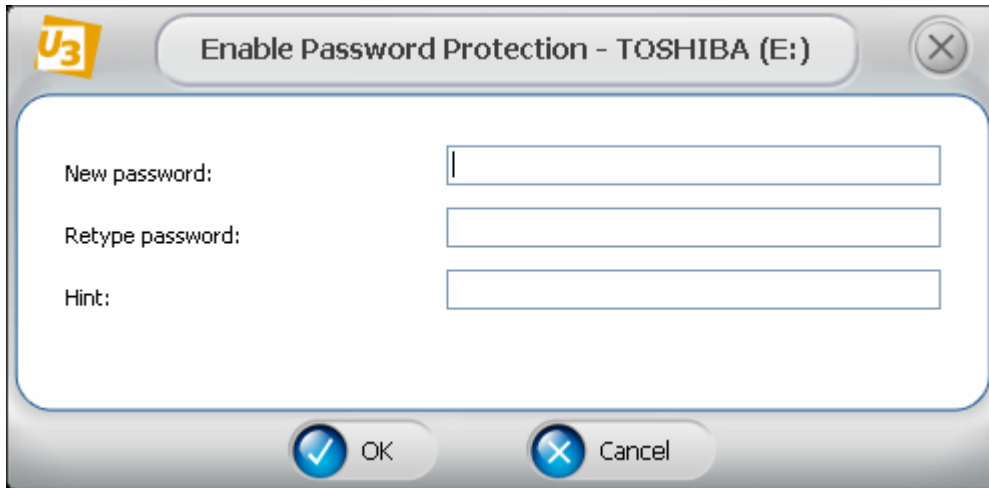 U3
Enable Password Protection - TOSHIBA (E:)
New password:
Retype password:
Hint:
OK
Cancel